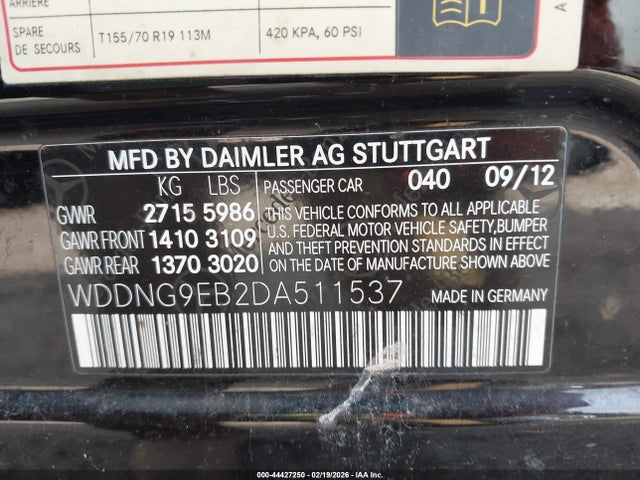 ARRIÈRE
SPARE
DE SECOURS
T155/70 R19 113M
420 KPA, 60 PSI
A
MFD BY DAIMLER AG STUTTGART
KG LBS
PASSENGER CAR 040 09/12
GVWR 2715 5986
GAWR FRONT 1410 3109
GAWR REAR 1370 3020
THIS VEHICLE CONFORMS TO ALL APPLICABLE
U.S. FEDERAL MOTOR VEHICLE SAFETY, BUMPER
AND THEFT PREVENTION STANDARDS IN EFFECT
ON THE DATE OF MANUFACTURE SHOWN ABOVE.
WDDNG9EB2DA511537
MADE IN GERMANY
000-44427250 - 02/19/2026 - IAA Inc.